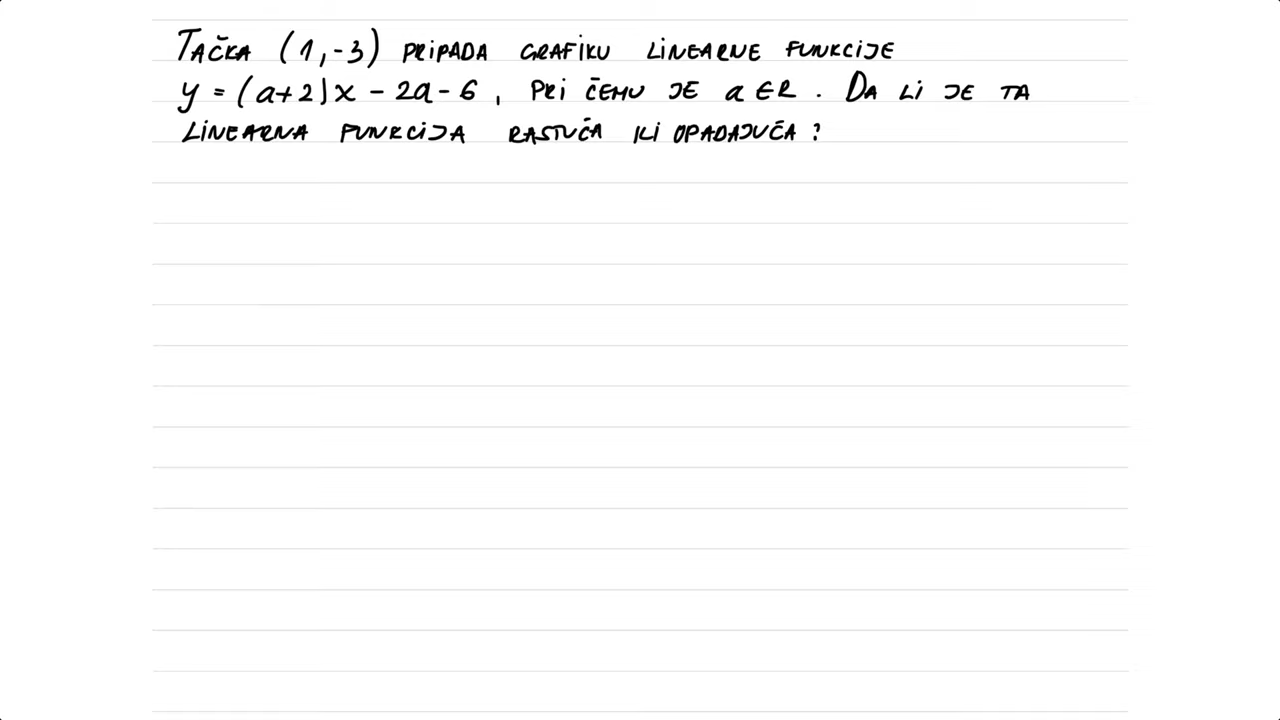 TAČKA (1,-3) PRIPADA GRAFIKU LINEARNE FUNKCIJE
y = (a+2)x - 2a - 6, PRI ČEMU JE a ∈ R. DA LI JE TA
LINEARNA FUNKCIJA RASTUĆA ILI OPADAJUĆA?